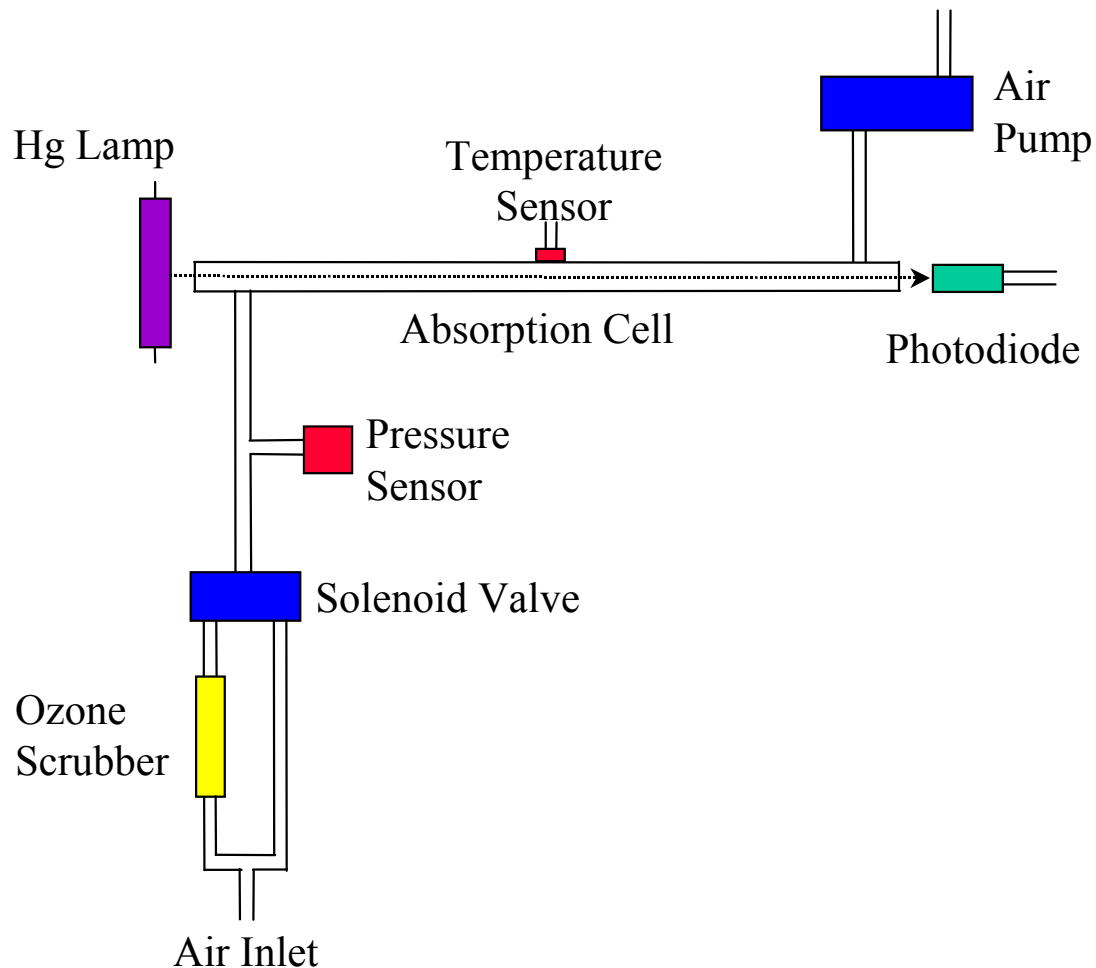 Air
Pump
Hg Lamp
Temperature
Sensor
Absorption Cell
Photodiode
Pressure
Sensor
Solenoid Valve
Ozone
Scrubber
Air Inlet